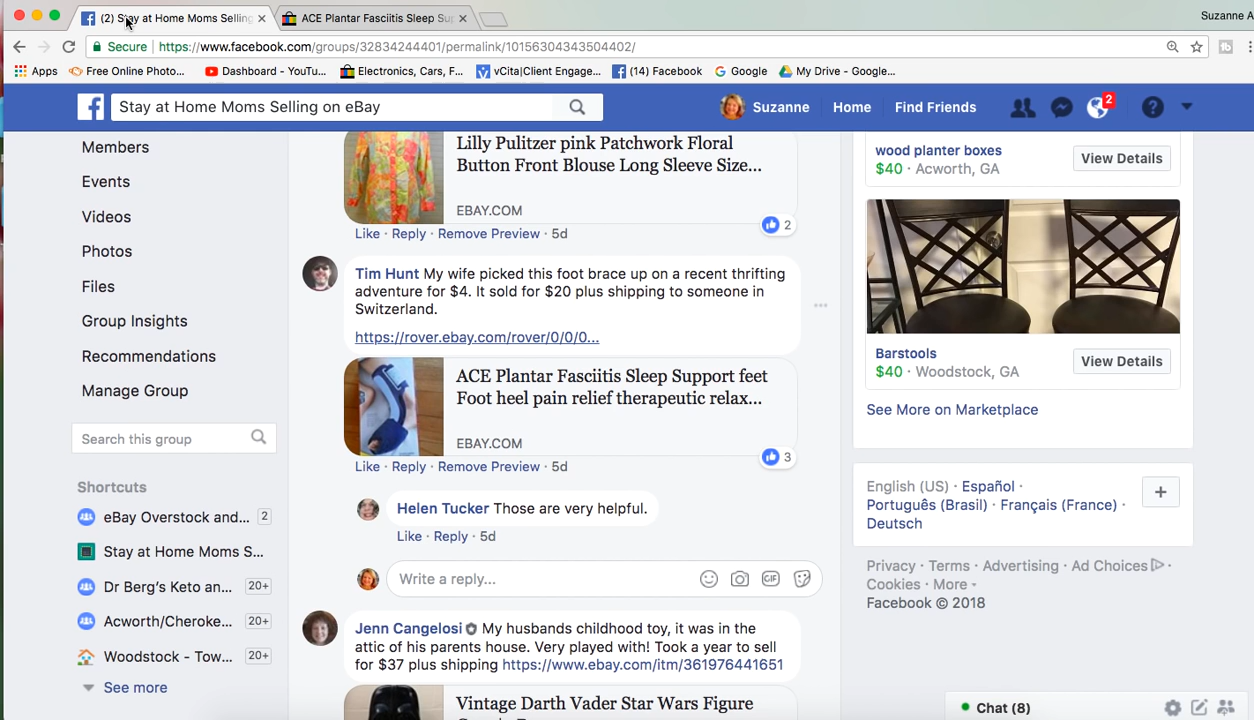 (2) Stay at Home Moms Selling
ACE Plantar Fasciitis Sleep Sup
Suzanne A
Secure
https://www.facebook.com/groups/32834244401/permalink/10156304343504402/
Apps
Free Online Photo...
Dashboard - YouTu...
Electronics, Cars, F...
vCita|Client Engage...
(14) Facebook
Google
My Drive - Google...
Stay at Home Moms Selling on eBay
Suzanne
Home
Find Friends
2
Members
Events
Videos
Photos
Files
Group Insights
Recommendations
Manage Group
Search this group
Shortcuts
eBay Overstock and... 2
Stay at Home Moms S...
Dr Berg's Keto an... 20+
Acworth/Cheroke... 20+
Woodstock - Tow... 20+
See more
Lilly Pulitzer pink Patchwork Floral
Button Front Blouse Long Sleeve Size...
EBAY.COM
2
Like · Reply · Remove Preview · 5d
Tim Hunt My wife picked this foot brace up on a recent thrifting
adventure for $4. It sold for $20 plus shipping to someone in
Switzerland.
https://rover.ebay.com/rover/0/0/0...
ACE Plantar Fasciitis Sleep Support feet
Foot heel pain relief therapeutic relax...
EBAY.COM
3
Like · Reply · Remove Preview · 5d
Helen Tucker Those are very helpful.
Like · Reply · 5d
Write a reply...
GIF
Jenn Cangelosi My husbands childhood toy, it was in the
attic of his parents house. Very played with! Took a year to sell
for $37 plus shipping https://www.ebay.com/itm/361976441651
Vintage Darth Vader Star Wars Figure
wood planter boxes
$40 · Acworth, GA
View Details
Barstools
$40 · Woodstock, GA
View Details
See More on Marketplace
English (US) · Español ·
Português (Brasil) · Français (France) ·
Deutsch
Privacy · Terms · Advertising · Ad Choices ·
Cookies · More
Facebook © 2018
Chat (8)